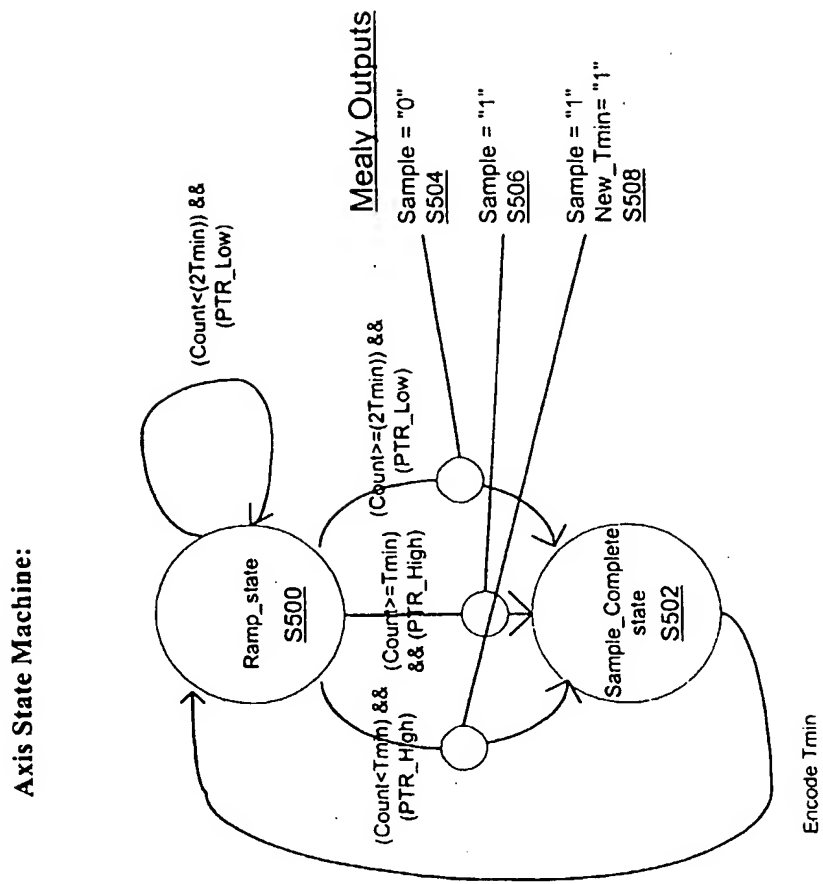 Axis State Machine:
(Count<(2Tmin)) &&
(PTR_Low)
Ramp_state
S500
(Count<Tmin) &&
(PTR_High)
(Count>=Tmin)
&& (PTR_High)
(Count>=(2Tmin)) &&
(PTR_Low)
Sample_Complete
state
S502
Mealy Outputs
Sample = "0"
S504
Sample = "1"
S506
Sample = "1"
New_Tmin= "1"
S508
Encode Tmin